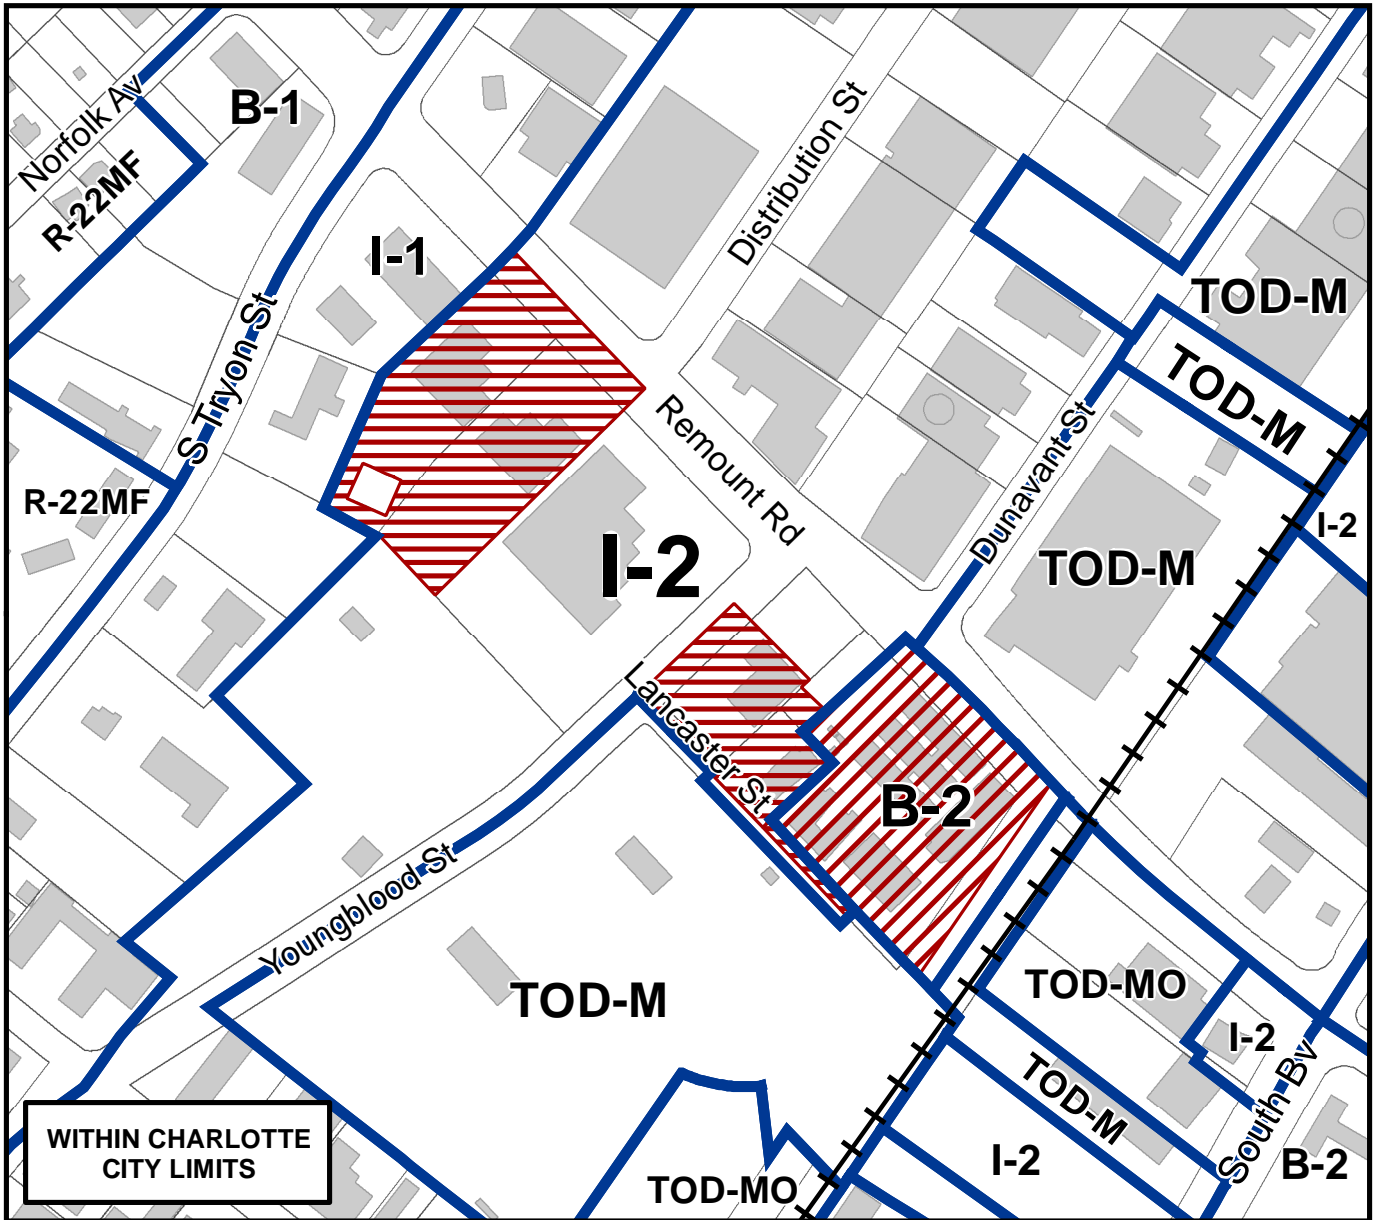 Norfolk Av
B-1
R-22MF
I-1
Distribution St
TOD-M
TOD-M
S Tryon St
Remount Rd
Dunavant St
R-22MF
I-2
I-2
TOD-M
Lancaster St
B-2
Youngblood St
TOD-M
TOD-MO
I-2
TOD-M
South Bv
WITHIN CHARLOTTE
CITY LIMITS
I-2
B-2
TOD-MO